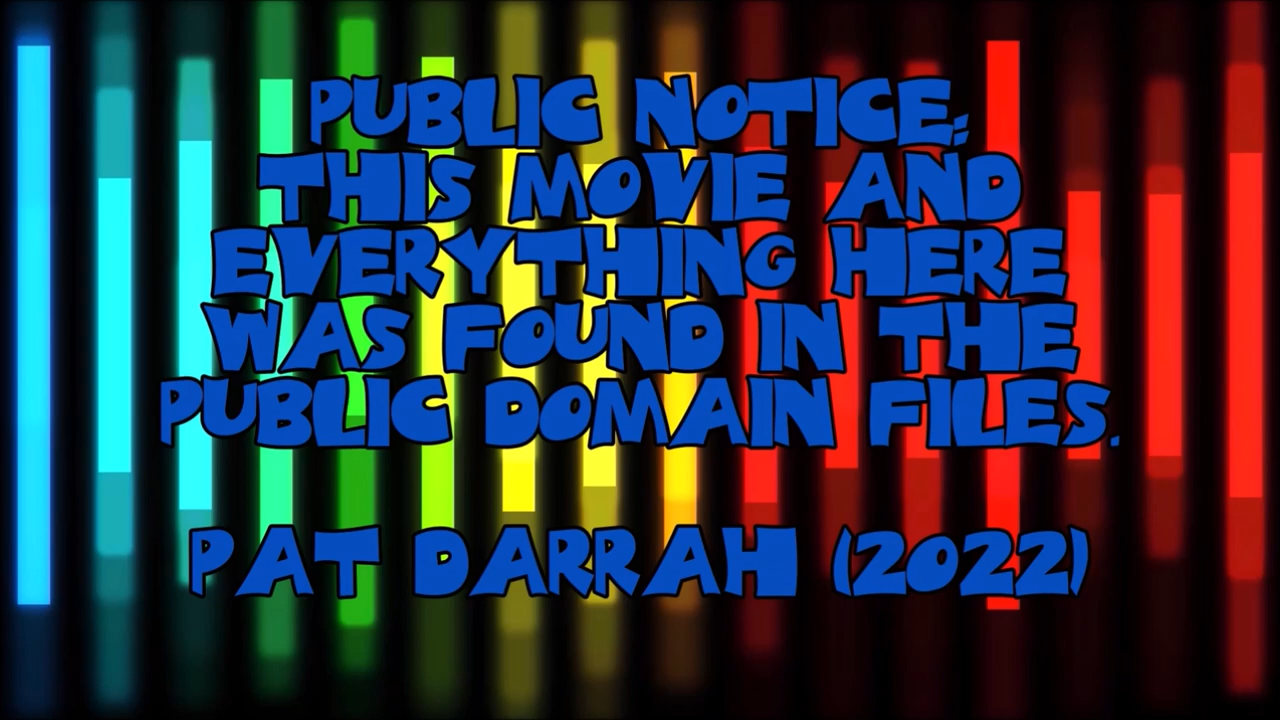 PUBLIC NOTICE:
THIS MOVIE AND
EVERYTHING HERE
WAS FOUND IN THE
PUBLIC DOMAIN FILES.
PAT DARRAH (2022)